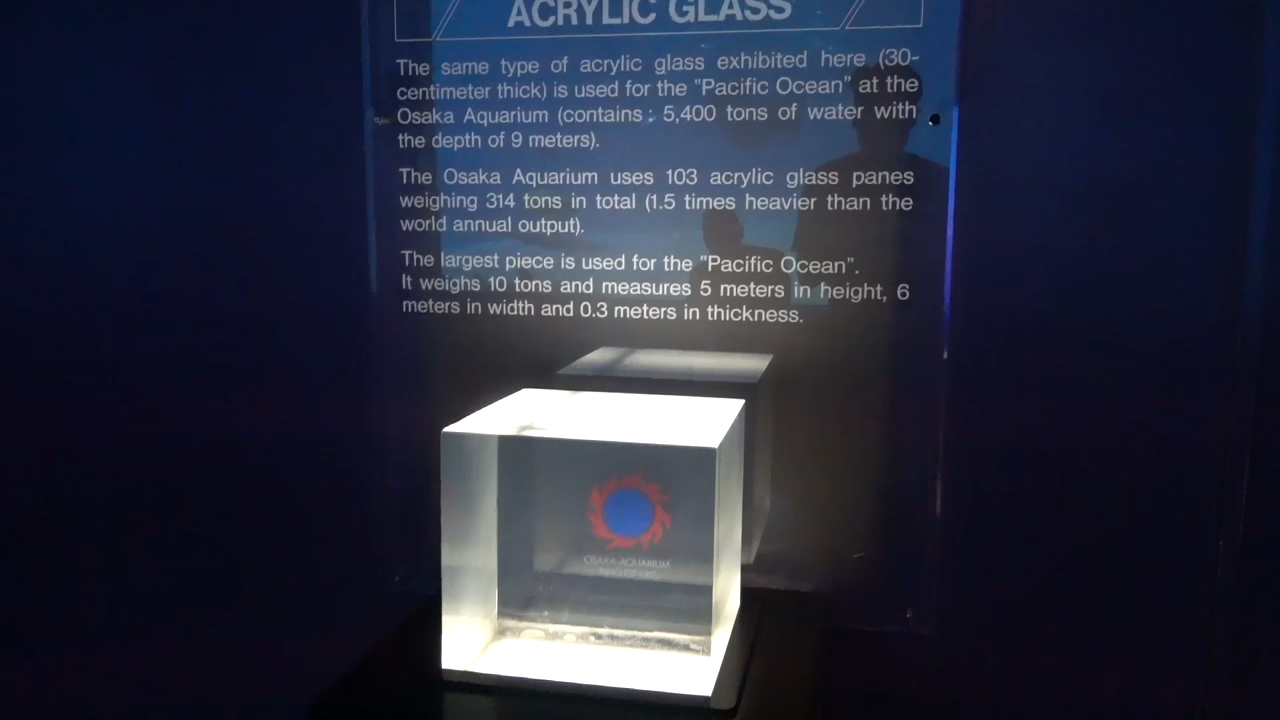 ACRYLIC GLASS
The same type of acrylic glass exhibited here (30-
centimeter thick) is used for the "Pacific Ocean" at the
Osaka Aquarium (contains : 5,400 tons of water with
the depth of 9 meters).
The Osaka Aquarium uses 103 acrylic glass panes
weighing 314 tons in total (1.5 times heavier than the
world annual output).
The largest piece is used for the "Pacific Ocean".
It weighs 10 tons and measures 5 meters in height, 6
meters in width and 0.3 meters in thickness.
OSAKA AQUARIUM